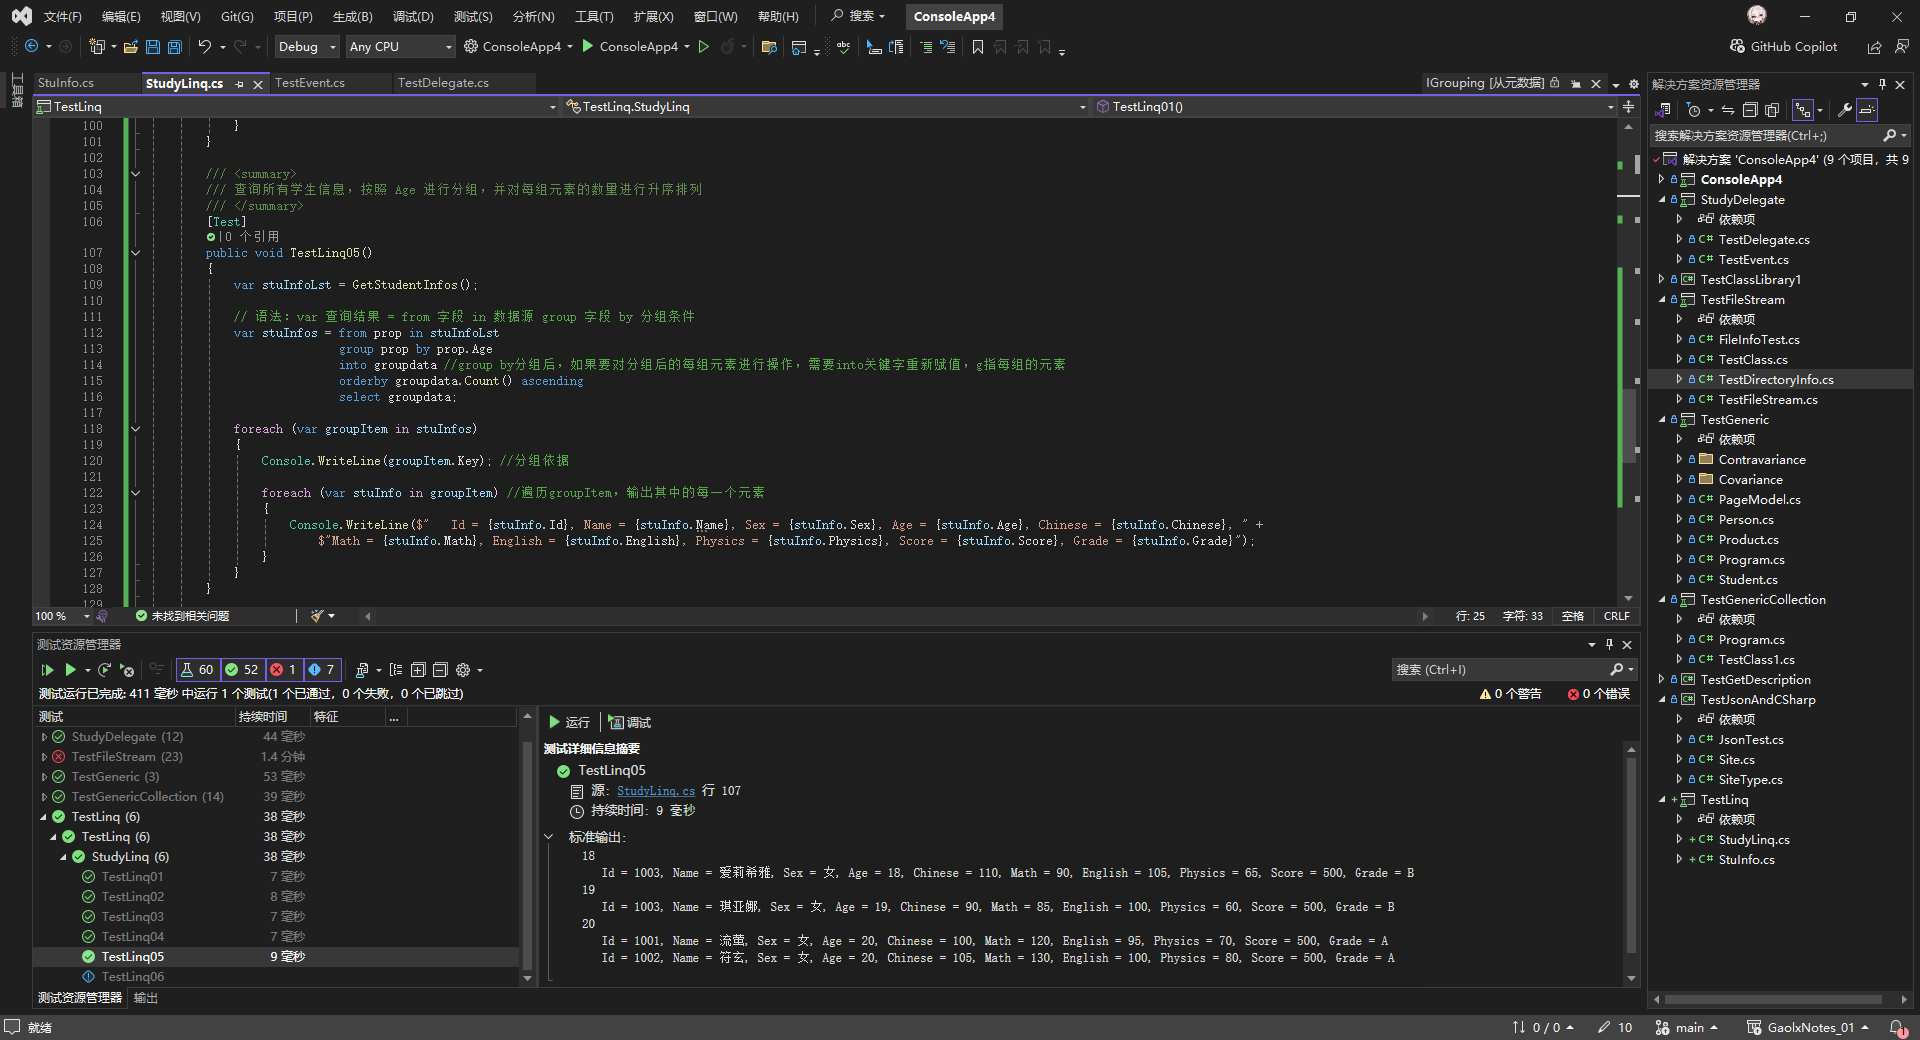 文件(F) 编辑(E) 视图(V) Git(G) 项目(P) 生成(B) 调试(D) 测试(S) 分析(N) 工具(T) 扩展(X) 窗口(W) 帮助(H) 搜索 ConsoleApp4
Debug Any CPU ConsoleApp4 ConsoleApp4 GitHub Copilot
工具箱
StuInfo.cs StudyLinq.cs TestEvent.cs TestDelegate.cs IGrouping [从元数据]
TestLinq TestLinq.StudyLinq TestLinq01()
100 }
101 }
102
103 /// <summary>
104 /// 查询所有学生信息，按照 Age 进行分组，并对每组元素的数量进行升序排列
105 /// </summary>
106 [Test]
0 个引用
107 public void TestLinq05()
108 {
109 var stuInfoLst = GetStudentInfos();
110
111 // 语法：var 查询结果 = from 字段 in 数据源 group 字段 by 分组条件
112 var stuInfos = from prop in stuInfoLst
113 group prop by prop.Age
114 into groupdata //group by分组后，如果要对分组后的每组元素进行操作，需要into关键字重新赋值，g指每组的元素
115 orderby groupdata.Count() ascending
116 select groupdata;
117
118 foreach (var groupItem in stuInfos)
119 {
120 Console.WriteLine(groupItem.Key); //分组依据
121
122 foreach (var stuInfo in groupItem) //遍历groupItem，输出其中的每一个元素
123 {
124 Console.WriteLine($"   Id = {stuInfo.Id}, Name = {stuInfo.Name}, Sex = {stuInfo.Sex}, Age = {stuInfo.Age}, Chinese = {stuInfo.Chinese}, " +
125 $"Math = {stuInfo.Math}, English = {stuInfo.English}, Physics = {stuInfo.Physics}, Score = {stuInfo.Score}, Grade = {stuInfo.Grade}");
126 }
127 }
128 }
129
100 % 未找到相关问题 行: 25 字符: 33 空格 CRLF
测试资源管理器
60 52 1 7 搜索 (Ctrl+I)
测试运行已完成: 411 毫秒 中运行 1 个测试(1 个已通过，0 个失败，0 个已跳过) 0 个警告 0 个错误
测试 持续时间 特征 ...
StudyDelegate (12) 44 毫秒
TestFileStream (23) 1.4 分钟
TestGeneric (3) 53 毫秒
TestGenericCollection (14) 39 毫秒
TestLinq (6) 38 毫秒
TestLinq (6) 38 毫秒
StudyLinq (6) 38 毫秒
TestLinq01 7 毫秒
TestLinq02 8 毫秒
TestLinq03 7 毫秒
TestLinq04 7 毫秒
TestLinq05 9 毫秒
TestLinq06
测试资源管理器 输出
运行 调试
测试详细信息摘要
TestLinq05
源: StudyLinq.cs 行 107
持续时间: 9 毫秒
标准输出:
18
Id = 1003, Name = 爱莉希雅, Sex = 女, Age = 18, Chinese = 110, Math = 90, English = 105, Physics = 65, Score = 500, Grade = B
19
Id = 1003, Name = 琪亚娜, Sex = 女, Age = 19, Chinese = 90, Math = 85, English = 100, Physics = 60, Score = 500, Grade = B
20
Id = 1001, Name = 流萤, Sex = 女, Age = 20, Chinese = 100, Math = 120, English = 95, Physics = 70, Score = 500, Grade = A
Id = 1002, Name = 符玄, Sex = 女, Age = 20, Chinese = 105, Math = 130, English = 100, Physics = 80, Score = 500, Grade = A
解决方案资源管理器
搜索解决方案资源管理器(Ctrl+;)
解决方案 'ConsoleApp4' (9 个项目，共 9
ConsoleApp4
StudyDelegate
依赖项
C# TestDelegate.cs
C# TestEvent.cs
C# TestClassLibrary1
TestFileStream
依赖项
C# FileInfoTest.cs
C# TestClass.cs
C# TestDirectoryInfo.cs
C# TestFileStream.cs
TestGeneric
依赖项
Contravariance
Covariance
C# PageModel.cs
C# Person.cs
C# Product.cs
C# Program.cs
C# Student.cs
TestGenericCollection
依赖项
C# Program.cs
C# TestClass1.cs
C# TestGetDescription
C# TestJsonAndCSharp
依赖项
C# JsonTest.cs
C# Site.cs
C# SiteType.cs
TestLinq
依赖项
C# StudyLinq.cs
C# StuInfo.cs
就绪 0 / 0 10 main GaolxNotes_01 1